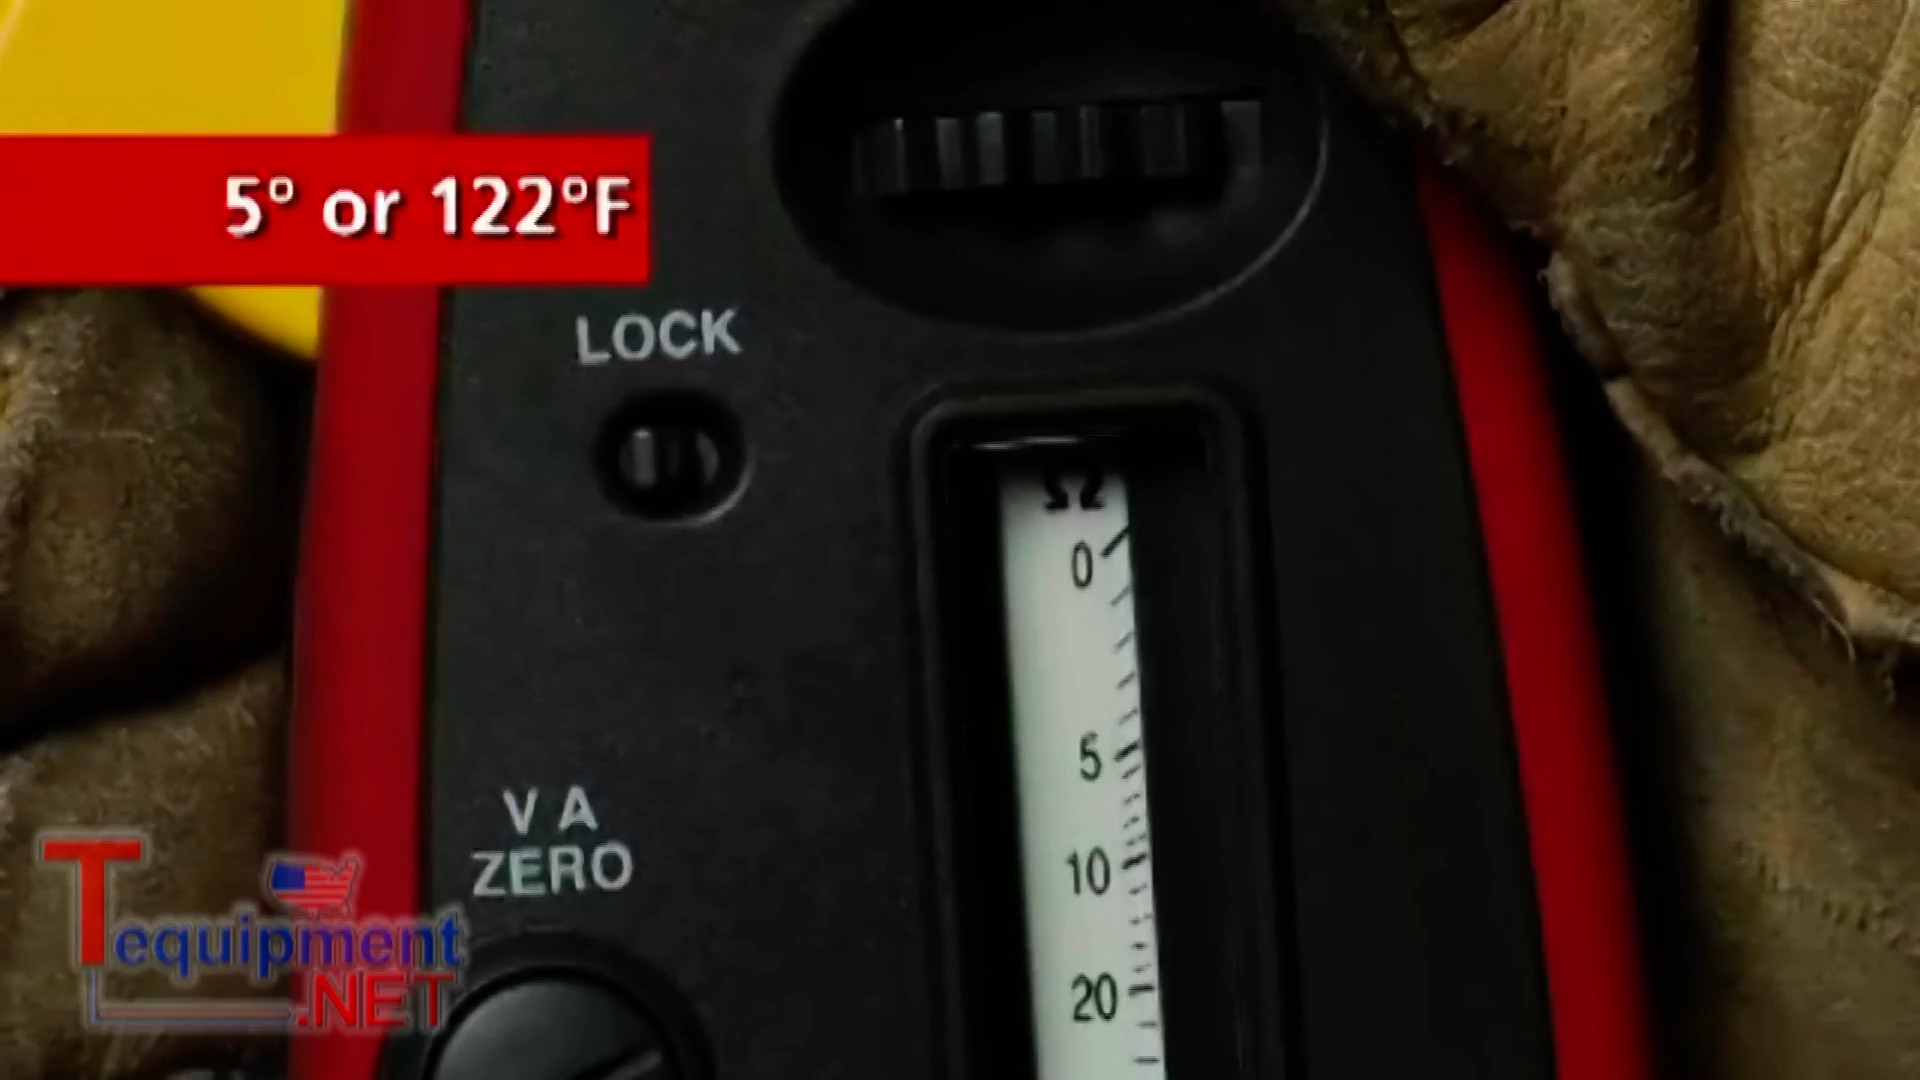 5° or 122°F
LOCK
Ω
0
5
V A
ZERO
10
20
Tequipment
.NET